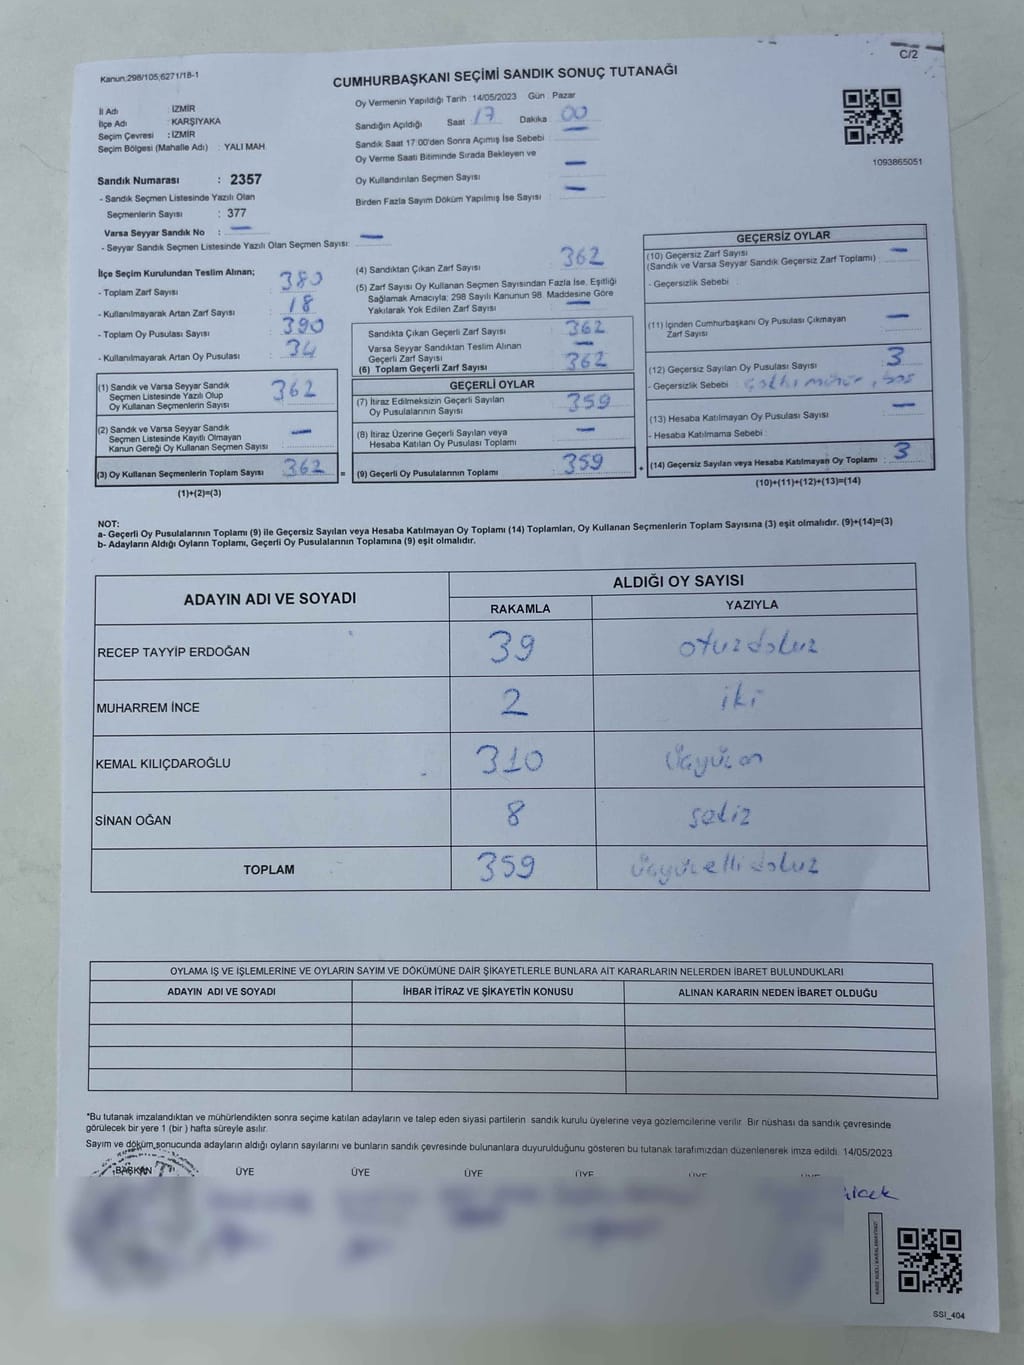 Kanun:298/105,6271/18-1
C/2
CUMHURBAŞKANI SEÇİMİ SANDIK SONUÇ TUTANAĞI
İl Adı : İZMİR
İlçe Adı : KARŞIYAKA
Seçim Çevresi : İZMİR
Seçim Bölgesi (Mahalle Adı) : YALI MAH
Sandık Numarası : 2357
- Sandık Seçmen Listesinde Yazılı Olan
Seçmenlerin Sayısı : 377
Varsa Seyyar Sandık No : —
- Seyyar Sandık Seçmen Listesinde Yazılı Olan Seçmen Sayısı: —
Oy Vermenin Yapıldığı Tarih : 14/05/2023 Gün : Pazar
Sandığın Açıldığı Saat : 17 Dakika : 00
Sandık Saat 17:00'den Sonra Açımış İse Sebebi : —
Oy Verme Saati Bitiminde Sırada Bekleyen ve
Oy Kullandırılan Seçmen Sayısı : —
Birden Fazla Sayım Döküm Yapılmış İse Sayısı : —
1093865051
İlçe Seçim Kurulundan Teslim Alınan;
- Toplam Zarf Sayısı : 380
- Kullanılmayarak Artan Zarf Sayısı : 18
- Toplam Oy Pusulası Sayısı : 390
- Kullanılmayarak Artan Oy Pusulası : 34
(1) Sandık ve Varsa Seyyar Sandık
Seçmen Listesinde Yazılı Olup
Oy Kullanan Seçmenlerin Sayısı : 362
(2) Sandık ve Varsa Seyyar Sandık
Seçmen Listesinde Kayıtlı Olmayan
Kanun Gereği Oy Kullanan Seçmen Sayısı : —
(3) Oy Kullanan Seçmenlerin Toplam Sayısı : 362 =
(1)+(2)=(3)
(4) Sandıktan Çıkan Zarf Sayısı : 362
(5) Zarf Sayısı Oy Kullanan Seçmen Sayısından Fazla İse, Eşitliği
Sağlamak Amacıyla; 298 Sayılı Kanunun 98. Maddesine Göre
Yakılarak Yok Edilen Zarf Sayısı : —
Sandıkta Çıkan Geçerli Zarf Sayısı : 362
Varsa Seyyar Sandıktan Teslim Alınan
Geçerli Zarf Sayısı : —
(6) Toplam Geçerli Zarf Sayısı : 362
GEÇERLİ OYLAR
(7) İtiraz Edilmeksizin Geçerli Sayılan
Oy Pusulalarının Sayısı : 359
(8) İtiraz Üzerine Geçerli Sayılan veya
Hesaba Katılan Oy Pusulası Toplamı : —
(9) Geçerli Oy Pusulalarının Toplamı : 359 +
GEÇERSİZ OYLAR
(10) Geçersiz Zarf Sayısı : —
(Sandık ve Varsa Seyyar Sandık Geçersiz Zarf Toplamı)
- Geçersizlik Sebebi :
(11) İçinden Cumhurbaşkanı Oy Pusulası Çıkmayan
Zarf Sayısı : —
(12) Geçersiz Sayılan Oy Pusulası Sayısı : 3
- Geçersizlik Sebebi : mühür, boş
(13) Hesaba Katılmayan Oy Pusulası Sayısı : —
- Hesaba Katılmama Sebebi :
(14) Geçersiz Sayılan veya Hesaba Katılmayan Oy Toplamı : 3
(10)+(11)+(12)+(13)=(14)
NOT:
a- Geçerli Oy Pusulalarının Toplamı (9) ile Geçersiz Sayılan veya Hesaba Katılmayan Oy Toplamı (14) Toplamları, Oy Kullanan Seçmenlerin Toplam Sayısına (3) eşit olmalıdır. (9)+(14)=(3)
b- Adayların Aldığı Oyların Toplamı, Geçerli Oy Pusulalarının Toplamına (9) eşit olmalıdır.
ADAYIN ADI VE SOYADI
ALDIĞI OY SAYISI
RAKAMLA YAZIYLA
RECEP TAYYİP ERDOĞAN 39 otuzdokuz
MUHARREM İNCE 2 iki
KEMAL KILIÇDAROĞLU 310 üçyüzon
SİNAN OĞAN 8 sekiz
TOPLAM 359 üçyüzellidokuz
OYLAMA İŞ VE İŞLEMLERİNE VE OYLARIN SAYIM VE DÖKÜMÜNE DAİR ŞİKAYETLERLE BUNLARA AİT KARARLARIN NELERDEN İBARET BULUNDUKLARI
ADAYIN ADI VE SOYADI İHBAR İTİRAZ VE ŞİKAYETİN KONUSU ALINAN KARARIN NEDEN İBARET OLDUĞU
*Bu tutanak imzalandıktan ve mühürlendikten sonra seçime katılan adayların ve talep eden siyasi partilerin sandık kurulu üyelerine veya gözlemcilerine verilir. Bir nüshası da sandık çevresinde
görülecek bir yere 1 (bir) hafta süreyle asılır.
Sayım ve döküm sonucunda adayların aldığı oyların sayılarını ve bunların sandık çevresinde bulunanlara duyurulduğunu gösteren bu tutanak tarafımızdan düzenlenerek imza edildi. 14/05/2023
BAŞKAN ÜYE ÜYE ÜYE ÜYE ÜYE ÜYE
SSI_404